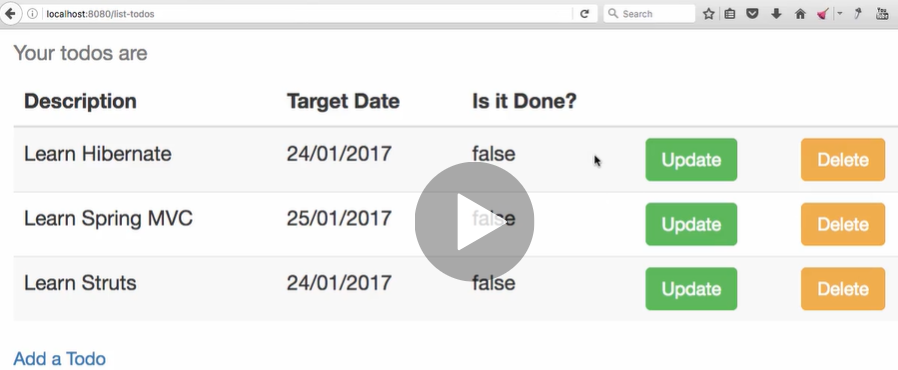 localhost:8080/list-todos
Search
You Tube
Your todos are
Description Target Date Is it Done?
Learn Hibernate 24/01/2017 false Update Delete
Learn Spring MVC 25/01/2017 false Update Delete
Learn Struts 24/01/2017 false Update Delete
Add a Todo